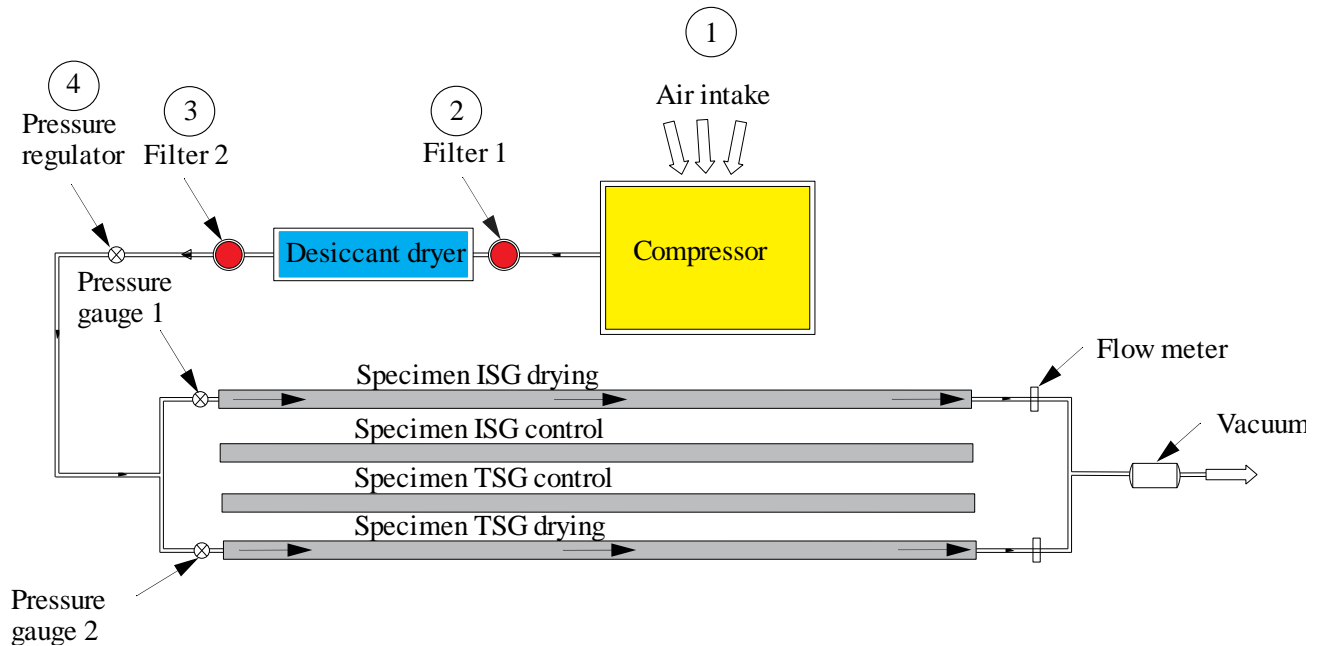 1
Air intake
4
Pressure
regulator
3
Filter 2
2
Filter 1
Compressor
Desiccant dryer
Pressure
gauge 1
Flow meter
Specimen ISG drying
Specimen ISG control
Vacuum
Specimen TSG control
Specimen TSG drying
Pressure
gauge 2